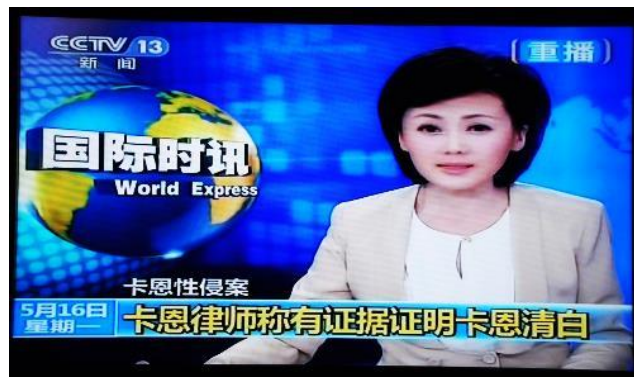 CCTV 13
新闻
重播
国际时讯
World Express
卡恩性侵案
5月16日
星期一
卡恩律师称有证据证明卡恩清白